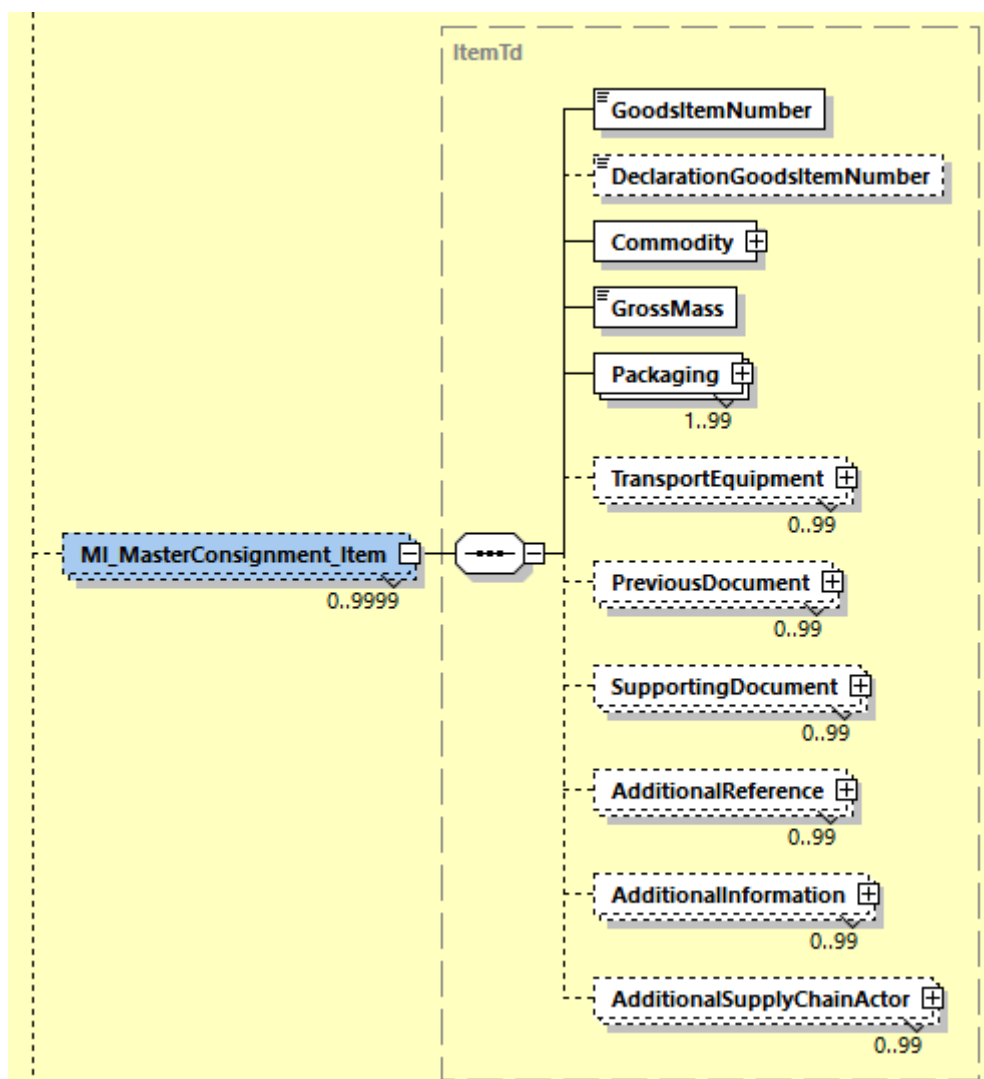 ItemTd
GoodsItemNumber
DeclarationGoodsItemNumber
Commodity
GrossMass
Packaging
1..99
TransportEquipment
0..99
MI_MasterConsignment_Item
0..9999
PreviousDocument
0..99
SupportingDocument
0..99
AdditionalReference
0..99
AdditionalInformation
0..99
AdditionalSupplyChainActor
0..99